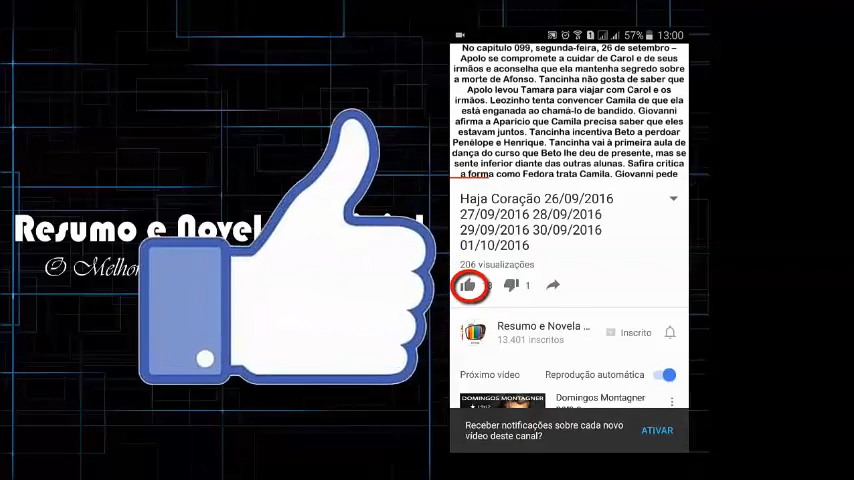 57% 13:00
No capítulo 099, segunda-feira, 26 de setembro –
Apolo se compromete a cuidar de Carol e de seus
irmãos e aconselha que ela mantenha segredo sobre
a morte de Afonso. Tancinha não gosta de saber que
Apolo levou Tamara para viajar com Carol e os
irmãos. Leozinho tenta convencer Camila de que ela
está enganada ao chamá-lo de bandido. Giovanni
afirma a Aparício que Camila precisa saber que eles
estavam juntos. Tancinha incentiva Beto a perdoar
Penélope e Henrique. Tancinha vai à primeira aula de
dança do curso que Beto lhe deu de presente, mas se
sente inferior diante das outras alunas. Safira critica
a forma como Fedora trata Camila. Giovanni pede
Resumo e Novel
O Melho
Haja Coração 26/09/2016
27/09/2016 28/09/2016
29/09/2016 30/09/2016
01/10/2016
206 visualizações
1
Resumo e Novela ...
Inscrito
13.401 inscritos
Próximo vídeo
Reprodução automática
DOMINGOS MONTAGNER
Domingos Montagner
Receber notificações sobre cada novo
vídeo deste canal?
ATIVAR